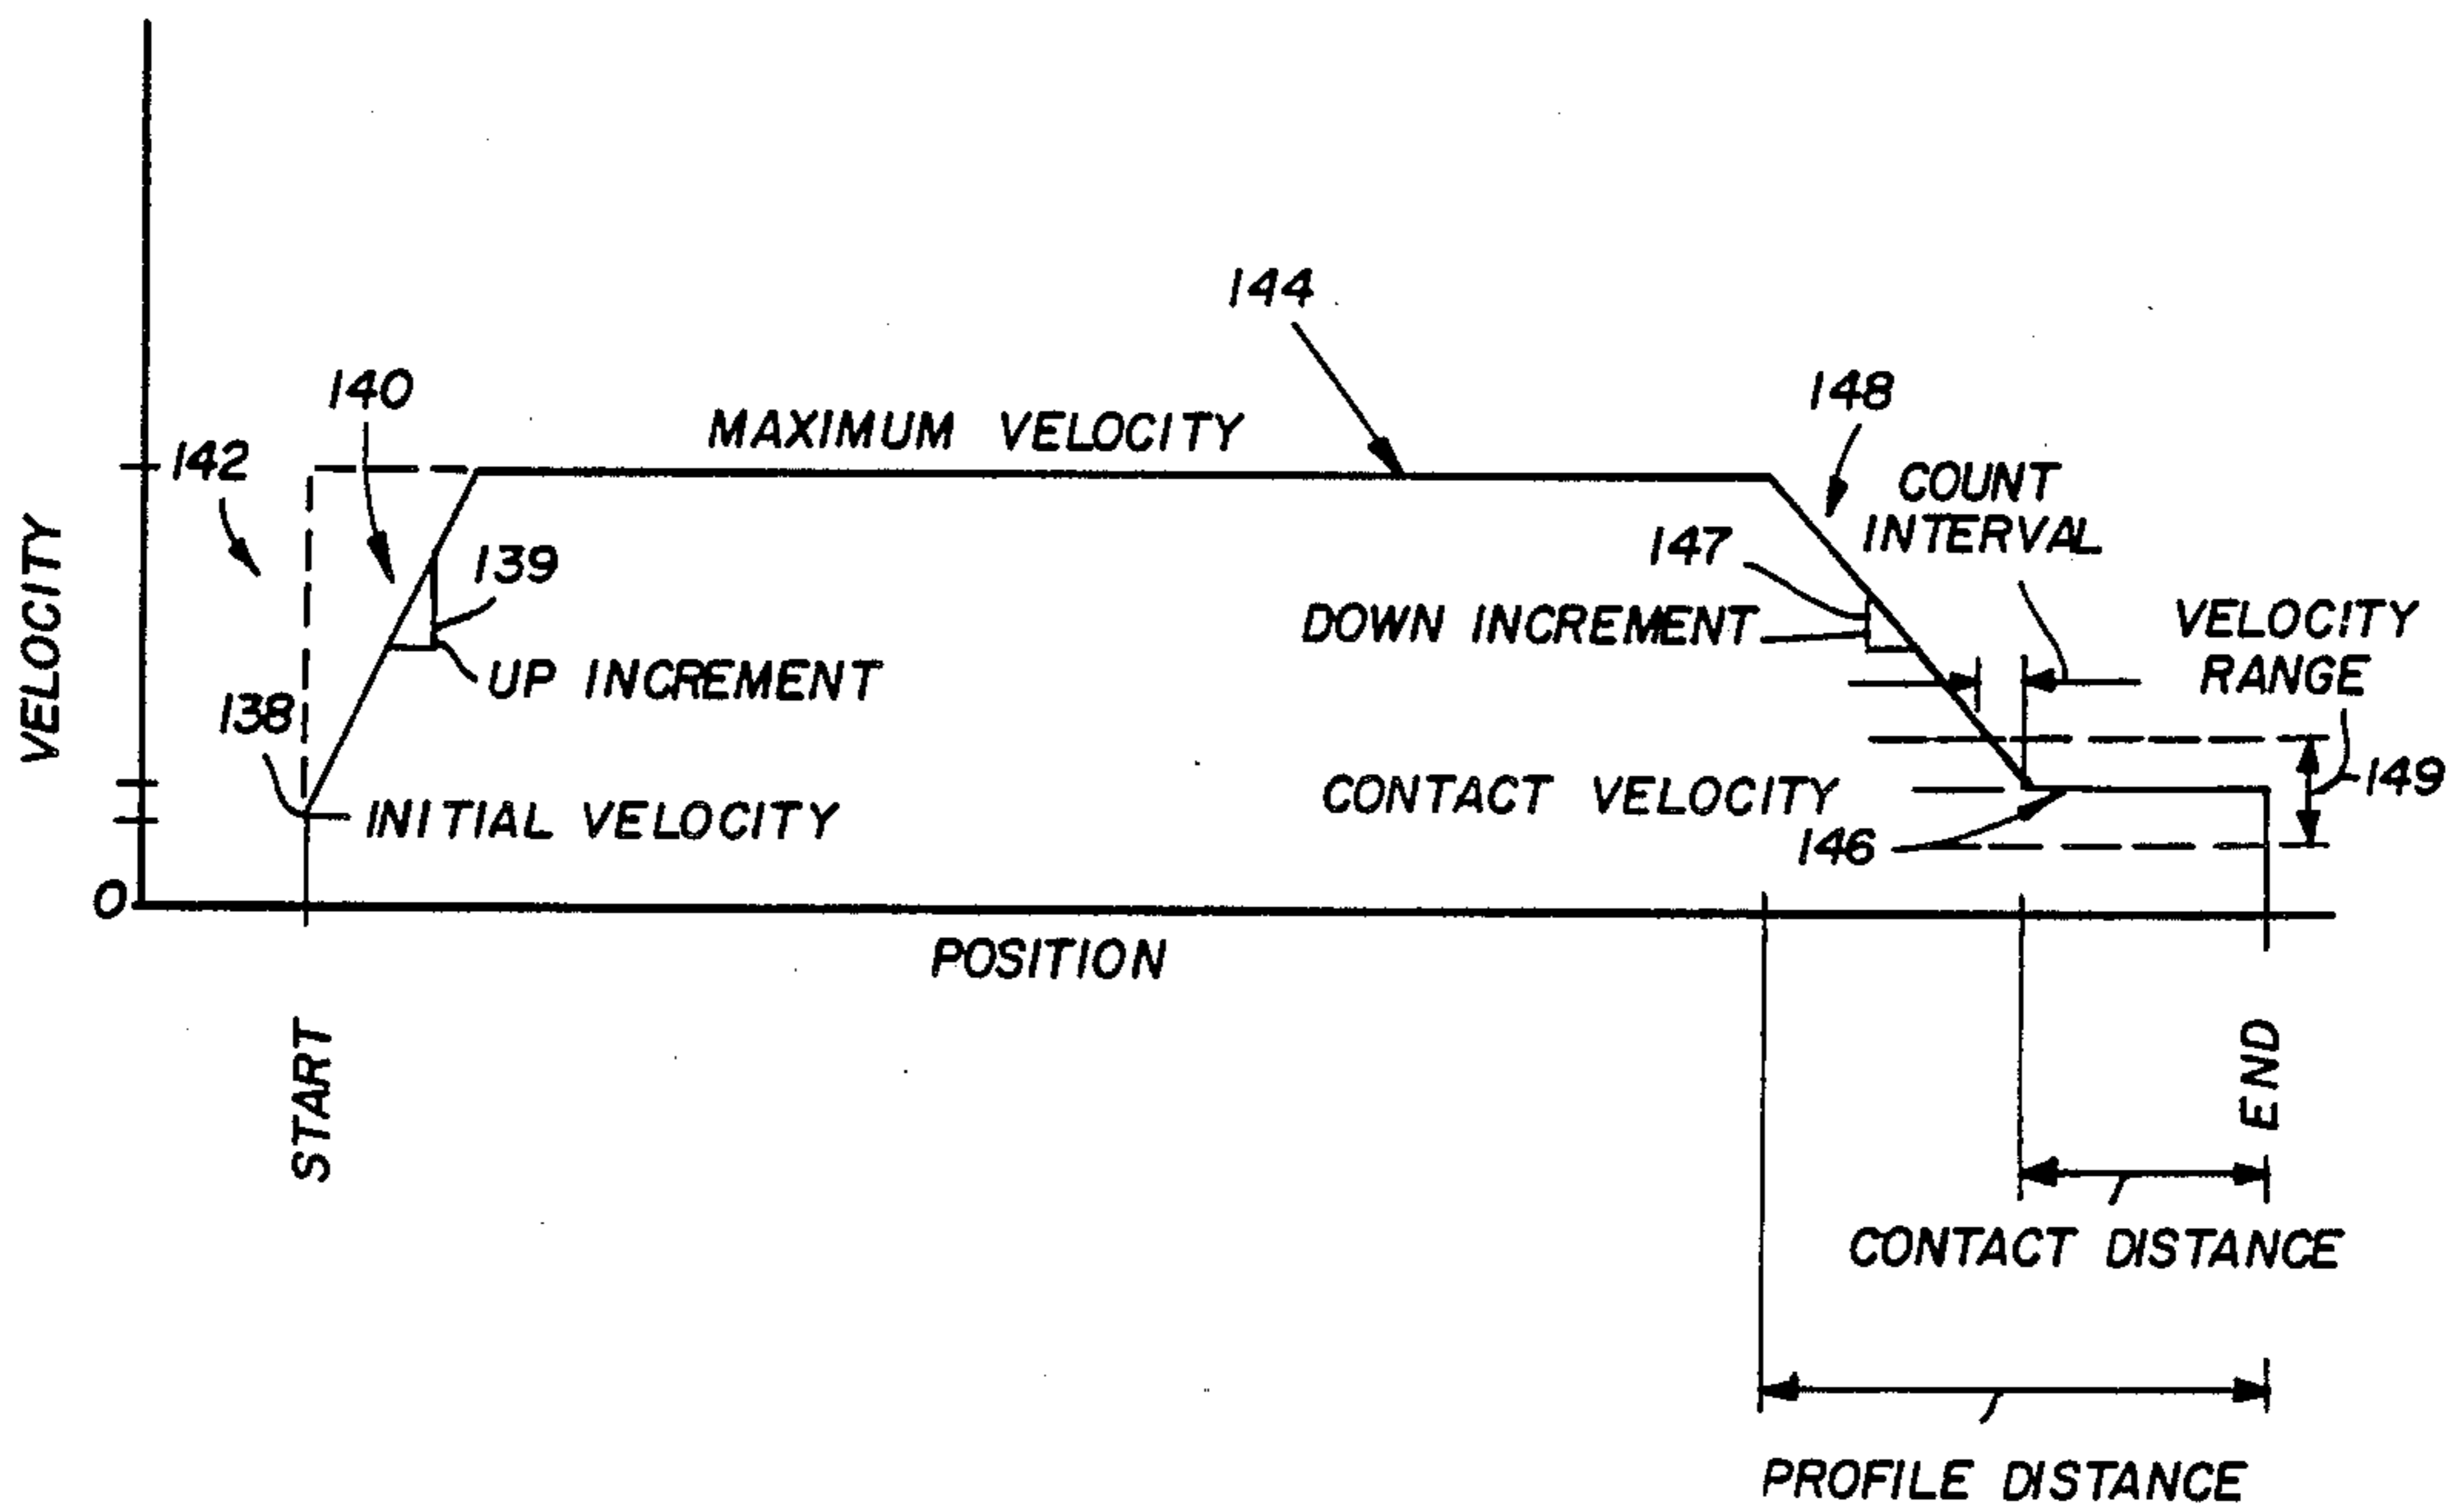 144
140
148
MAXIMUM VELOCITY
142
COUNT
INTERVAL
147
139
DOWN INCREMENT
VELOCITY
RANGE
UP INCREMENT
VELOCITY
138
149
CONTACT VELOCITY
INITIAL VELOCITY
146
0
POSITION
START
END
CONTACT DISTANCE
PROFILE DISTANCE